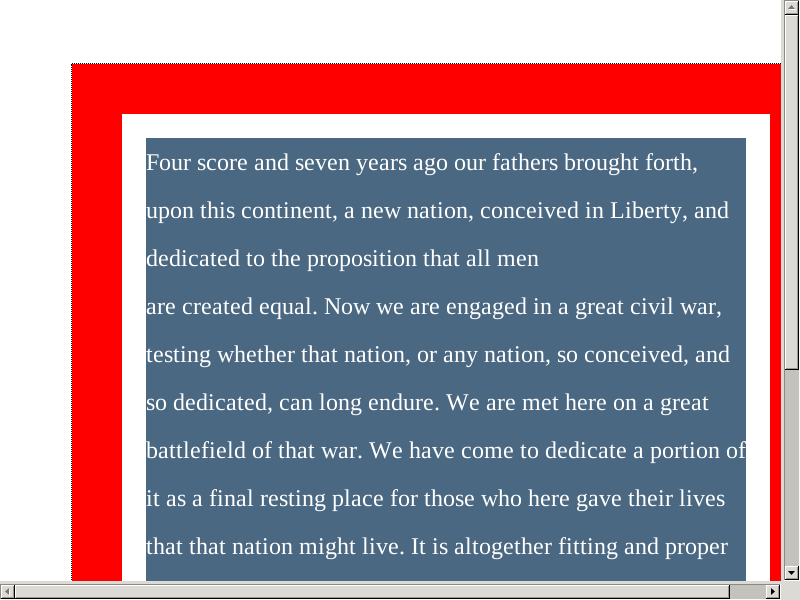 Four score and seven years ago our fathers brought forth,
upon this continent, a new nation, conceived in Liberty, and
dedicated to the proposition that all men
are created equal. Now we are engaged in a great civil war,
testing whether that nation, or any nation, so conceived, and
so dedicated, can long endure. We are met here on a great
battlefield of that war. We have come to dedicate a portion of
it as a final resting place for those who here gave their lives
that that nation might live. It is altogether fitting and proper